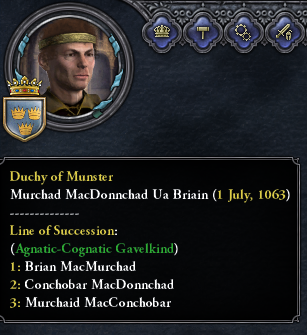 Duchy of Munster
Murchad MacDonnchad Ua Briain (1 July, 1063)
--------------
Line of Succession:
(Agnatic-Cognatic Gavelkind)
1: Brian MacMurchad
2: Conchobar MacDonnchad
3: Murchaid MacConchobar